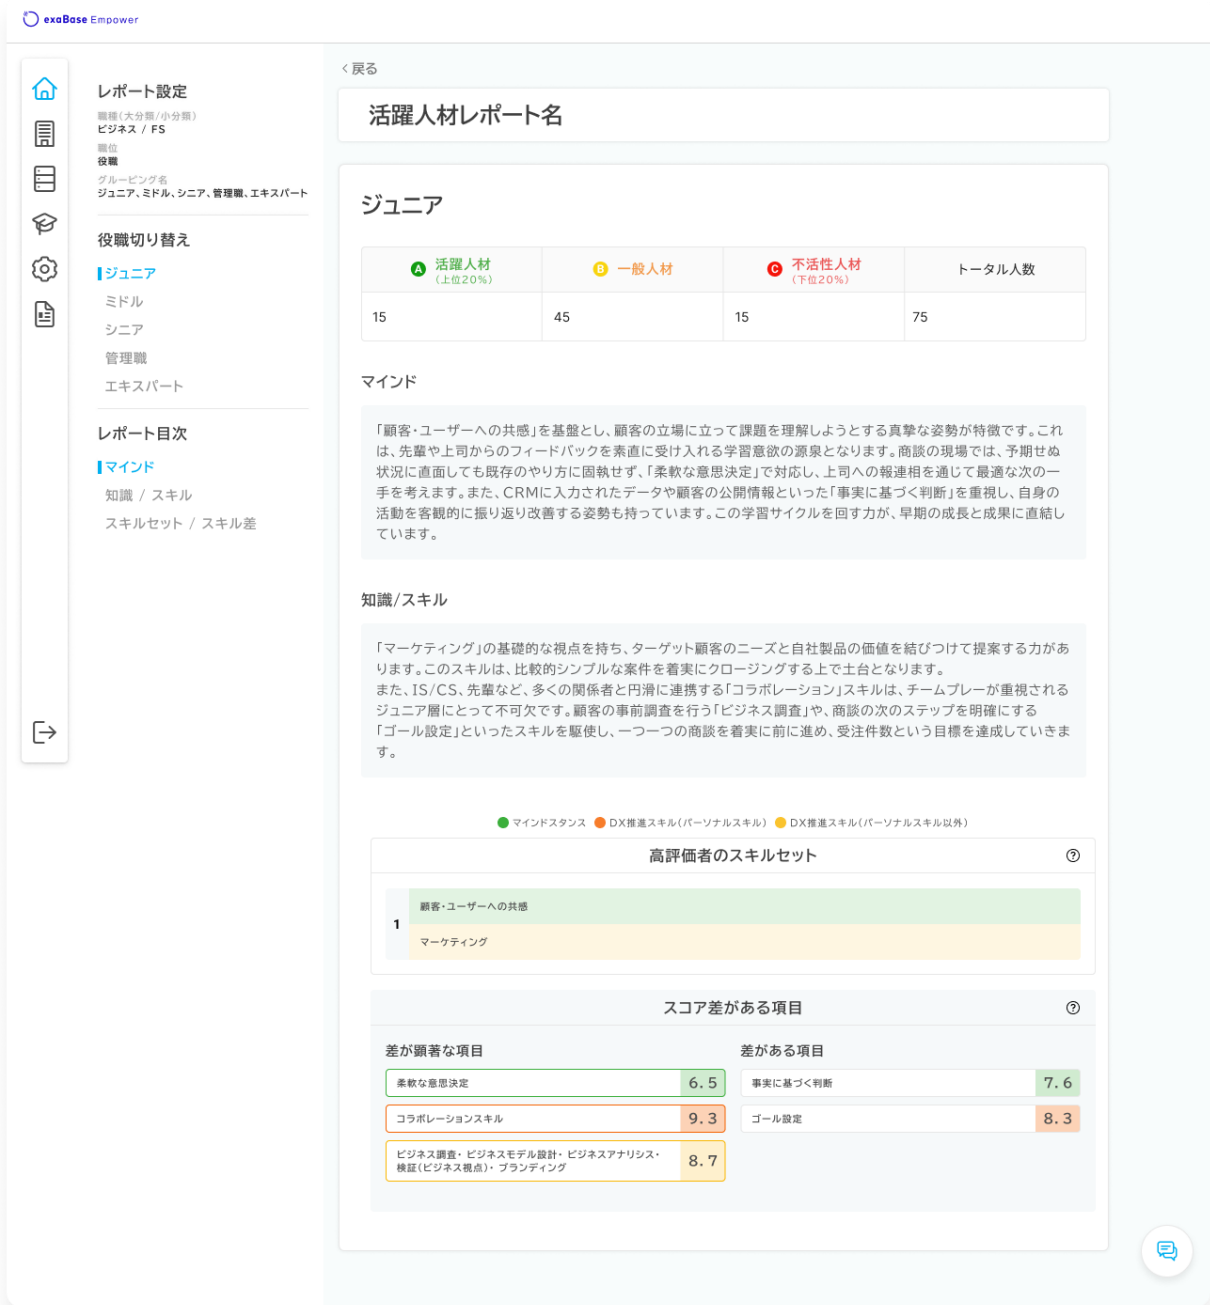 exaBase Empower
レポート設定
職種(大分類/小分類)
ビジネス / FS
職位
役職
グルーピング名
ジュニア、ミドル、シニア、管理職、エキスパート
役職切り替え
ジュニア
ミドル
シニア
管理職
エキスパート
レポート目次
マインド
知識 / スキル
スキルセット / スキル差
戻る
活躍人材レポート名
ジュニア
A 活躍人材
(上位20%)
B 一般人材
C 不活性人材
(下位20%)
トータル人数
15
45
15
75
マインド
「顧客・ユーザーへの共感」を基盤とし、顧客の立場に立って課題を理解しようとする真摯な姿勢が特徴です。これ
は、先輩や上司からのフィードバックを素直に受け入れる学習意欲の源泉となります。商談の現場では、予期せぬ
状況に直面しても既存のやり方に固執せず、「柔軟な意思決定」で対応し、上司への報連相を通じて最適な次の一
手を考えます。また、CRMに入力されたデータや顧客の公開情報といった「事実に基づく判断」を重視し、自身の
活動を客観的に振り返り改善する姿勢も持っています。この学習サイクルを回す力が、早期の成長と成果に直結し
ています。
知識/スキル
「マーケティング」の基礎的な視点を持ち、ターゲット顧客のニーズと自社製品の価値を結びつけて提案する力があ
ります。このスキルは、比較的シンプルな案件を着実にクロージングする上で土台となります。
また、IS/CS、先輩など、多くの関係者と円滑に連携する「コラボレーション」スキルは、チームプレーが重視される
ジュニア層にとって不可欠です。顧客の事前調査を行う「ビジネス調査」や、商談の次のステップを明確にする
「ゴール設定」といったスキルを駆使し、一つ一つの商談を着実に前に進め、受注件数という目標を達成していきま
す。
マインドスタンス DX推進スキル(パーソナルスキル) DX推進スキル(パーソナルスキル以外)
高評価者のスキルセット
1
顧客・ユーザーへの共感
マーケティング
スコア差がある項目
差が顕著な項目
柔軟な意思決定 6.5
コラボレーションスキル 9.3
ビジネス調査・ビジネスモデル設計・ビジネスアナリシス・
検証(ビジネス視点)・ブランディング 8.7
差がある項目
事実に基づく判断 7.6
ゴール設定 8.3